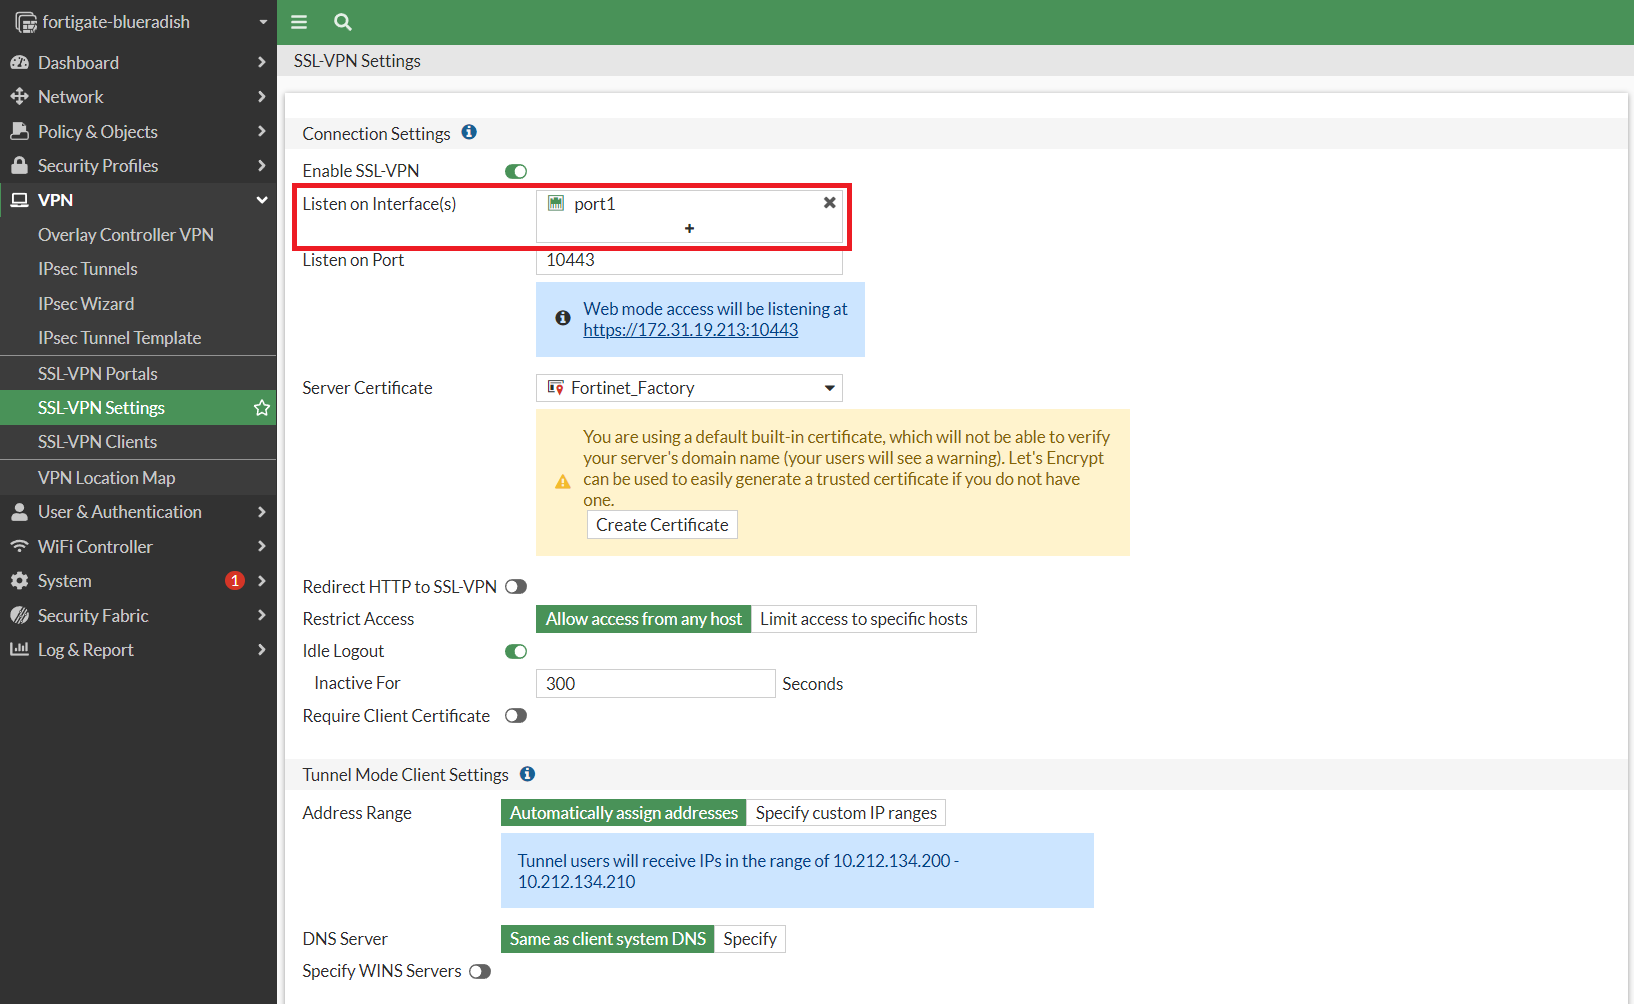 fortigate-blueradish
SSL-VPN Settings
Dashboard
Network
Policy & Objects
Security Profiles
VPN
Overlay Controller VPN
IPsec Tunnels
IPsec Wizard
IPsec Tunnel Template
SSL-VPN Portals
SSL-VPN Settings
SSL-VPN Clients
VPN Location Map
User & Authentication
WiFi Controller
System 1
Security Fabric
Log & Report
Connection Settings
Enable SSL-VPN
Listen on Interface(s) port1
Listen on Port 10443
Web mode access will be listening at
https://172.31.19.213:10443
Server Certificate Fortinet_Factory
You are using a default built-in certificate, which will not be able to verify
your server's domain name (your users will see a warning). Let's Encrypt
can be used to easily generate a trusted certificate if you do not have
one.
Create Certificate
Redirect HTTP to SSL-VPN
Restrict Access Allow access from any host Limit access to specific hosts
Idle Logout
Inactive For 300 Seconds
Require Client Certificate
Tunnel Mode Client Settings
Address Range Automatically assign addresses Specify custom IP ranges
Tunnel users will receive IPs in the range of 10.212.134.200 -
10.212.134.210
DNS Server Same as client system DNS Specify
Specify WINS Servers